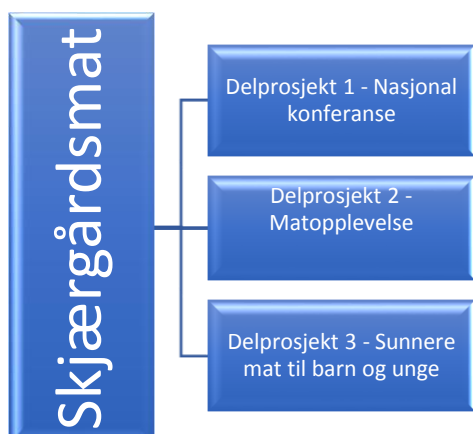 Skjærgårdsmat
Delprosjekt 1 - Nasjonal
konferanse
Delprosjekt 2 -
Matopplevelse
Delprosjekt 3 - Sunnere
mat til barn og unge